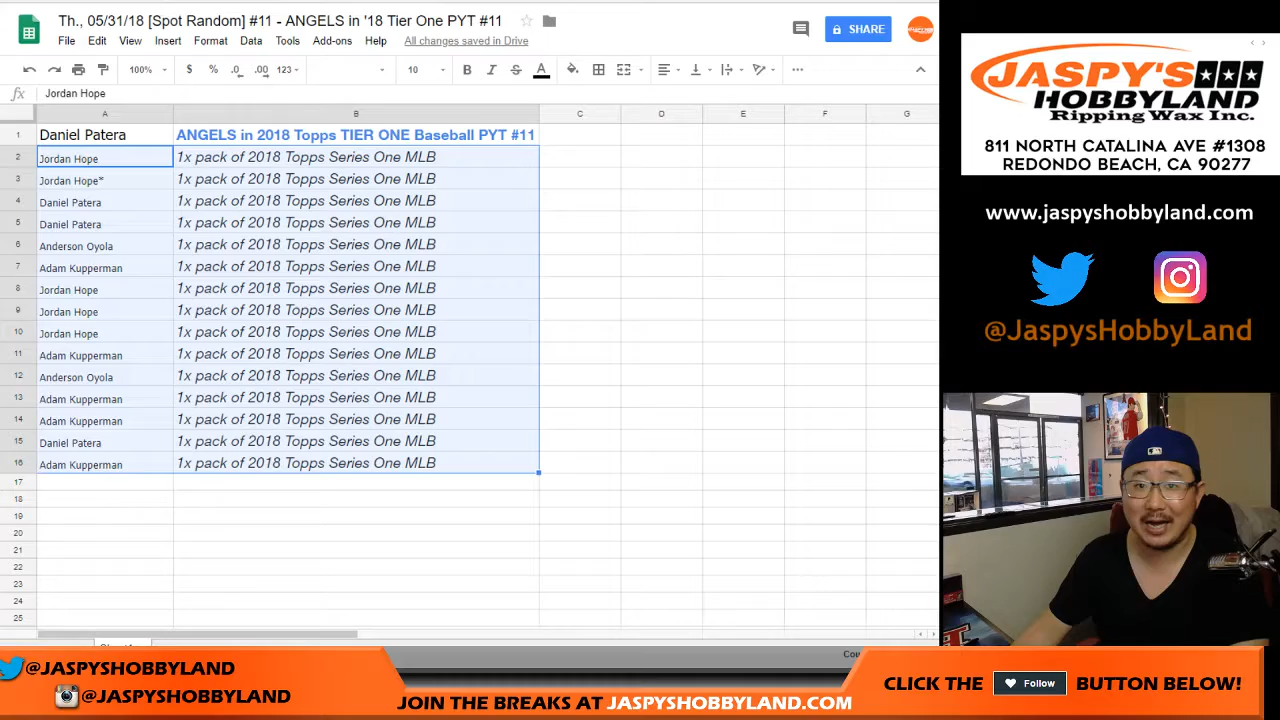 Th., 05/31/18 [Spot Random] #11 - ANGELS in '18 Tier One PYT #11
File Edit View Insert Format Data Tools Add-ons Help All changes saved in Drive
SHARE
100% $ % .0 .00 123 10 B I S A
fx Jordan Hope
A B C D E F G
1 Daniel Patera ANGELS in 2018 Topps TIER ONE Baseball PYT #11
2 Jordan Hope 1x pack of 2018 Topps Series One MLB
3 Jordan Hope* 1x pack of 2018 Topps Series One MLB
4 Daniel Patera 1x pack of 2018 Topps Series One MLB
5 Daniel Patera 1x pack of 2018 Topps Series One MLB
6 Anderson Oyola 1x pack of 2018 Topps Series One MLB
7 Adam Kupperman 1x pack of 2018 Topps Series One MLB
8 Jordan Hope 1x pack of 2018 Topps Series One MLB
9 Jordan Hope 1x pack of 2018 Topps Series One MLB
10 Jordan Hope 1x pack of 2018 Topps Series One MLB
11 Adam Kupperman 1x pack of 2018 Topps Series One MLB
12 Anderson Oyola 1x pack of 2018 Topps Series One MLB
13 Adam Kupperman 1x pack of 2018 Topps Series One MLB
14 Adam Kupperman 1x pack of 2018 Topps Series One MLB
15 Daniel Patera 1x pack of 2018 Topps Series One MLB
16 Adam Kupperman 1x pack of 2018 Topps Series One MLB
17
18
19
20
21
22
23
24
25
JASPY'S
HOBBYLAND
Ripping Wax Inc.
811 NORTH CATALINA AVE #1308
REDONDO BEACH, CA 90277
www.jaspyshobbyland.com
@JaspysHobbyLand
@JASPYSHOBBYLAND
@JASPYSHOBBYLAND
JOIN THE BREAKS AT JASPYSHOBBYLAND.COM
CLICK THE Follow BUTTON BELOW!